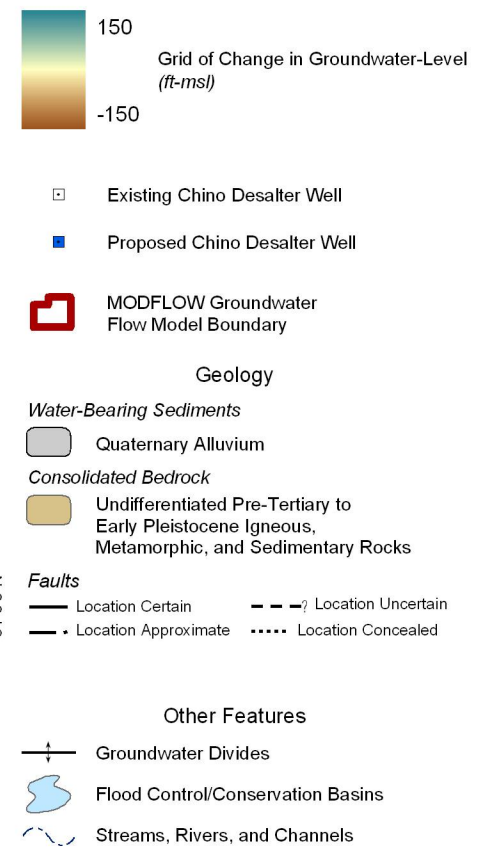 150
Grid of Change in Groundwater-Level
(ft-msl)
-150
Existing Chino Desalter Well
Proposed Chino Desalter Well
MODFLOW Groundwater
Flow Model Boundary
Geology
Water-Bearing Sediments
Quaternary Alluvium
Consolidated Bedrock
Undifferentiated Pre-Tertiary to
Early Pleistocene Igneous,
Metamorphic, and Sedimentary Rocks
Faults
Location Certain
? Location Uncertain
Location Approximate
Location Concealed
Other Features
Groundwater Divides
Flood Control/Conservation Basins
Streams, Rivers, and Channels